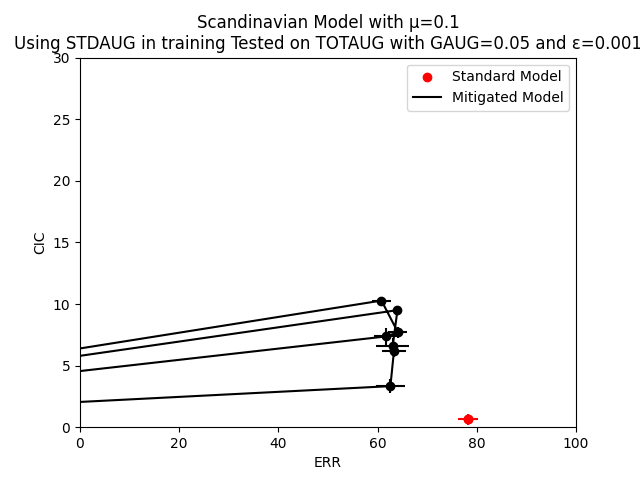 Scandinavian Model with μ=0.1
Using STDAUG in training Tested on TOTAUG with GAUG=0.05 and ε=0.001
Standard Model
Mitigated Model
30
25
20
15
10
5
0
CIC
0 20 40 60 80 100
ERR